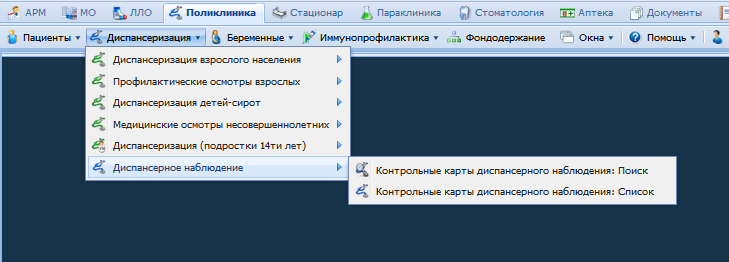 АРМ МО ЛЛО Поликлиника Стационар Параклиника Стоматология Аптека Документы
Пациенты Диспансеризация Беременные Иммунопрофилактика Фондодержание Окна Помощь
Диспансеризация взрослого населения
Профилактические осмотры взрослых
Диспансеризация детей-сирот
Медицинские осмотры несовершеннолетних
Диспансеризация (подростки 14ти лет)
Диспансерное наблюдение
Контрольные карты диспансерного наблюдения: Поиск
Контрольные карты диспансерного наблюдения: Список